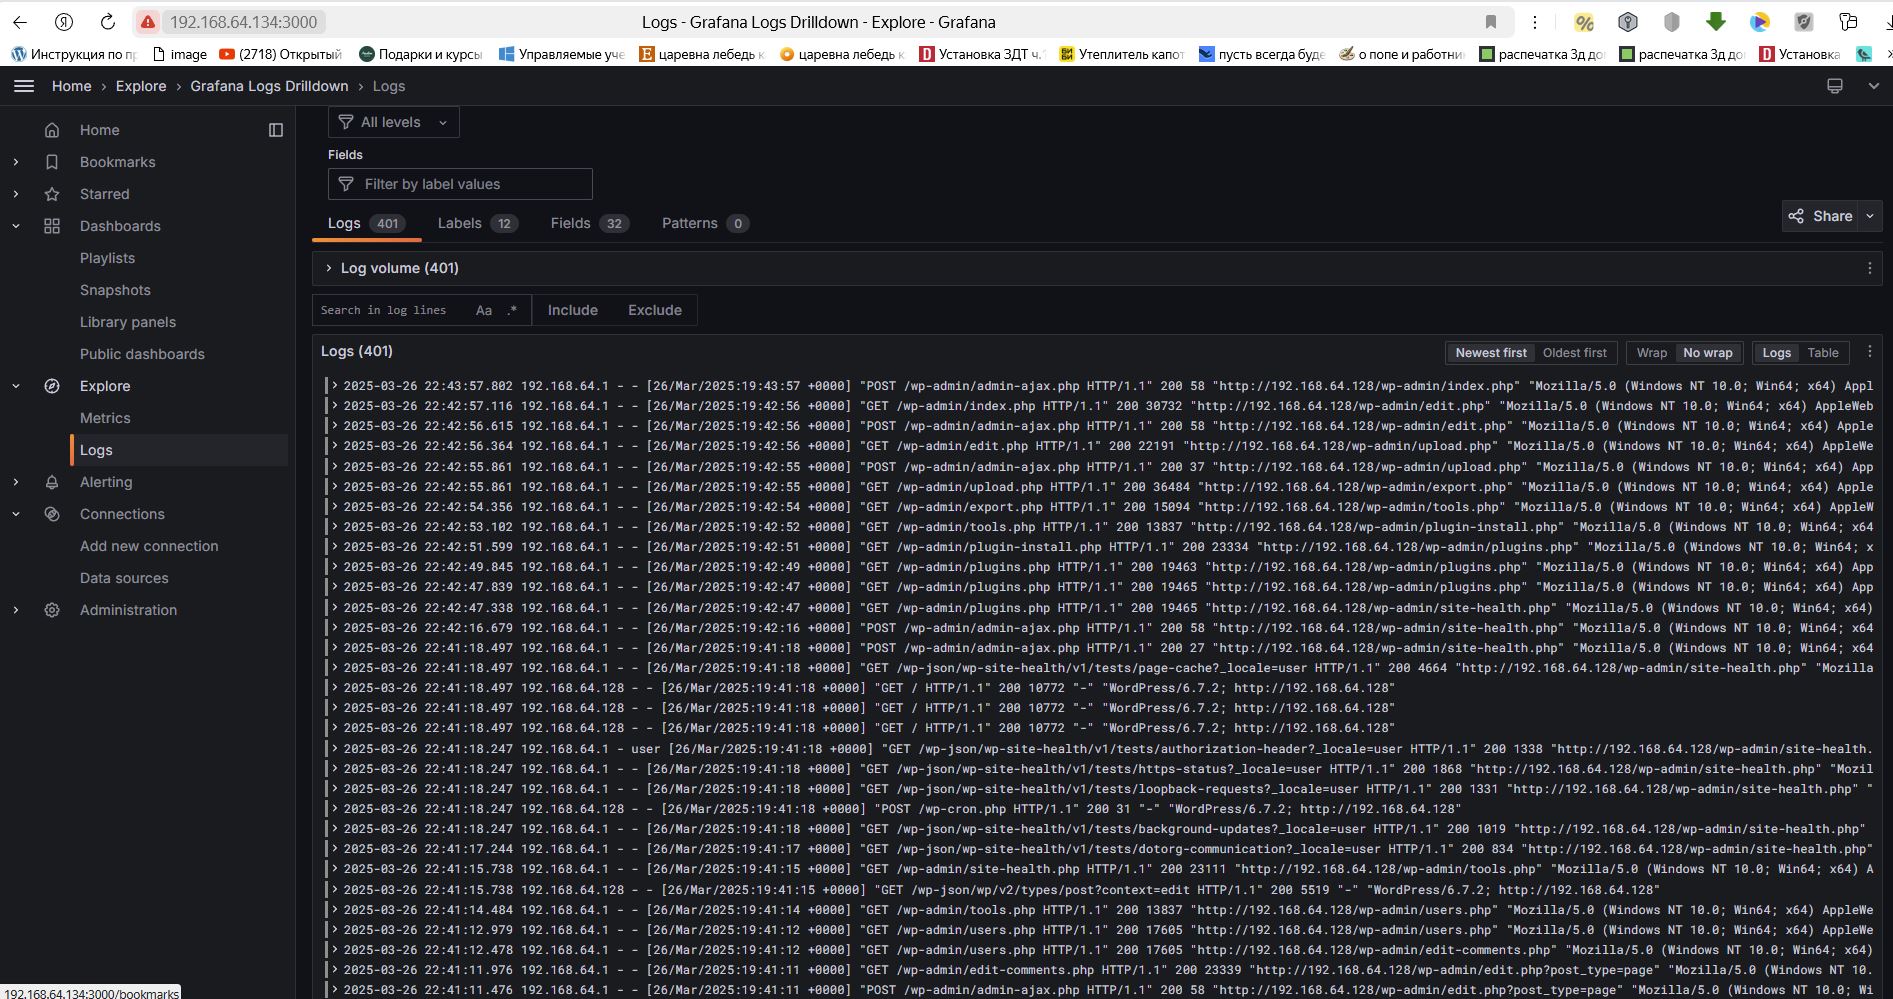 192.168.64.134:3000
Logs - Grafana Logs Drilldown - Explore - Grafana
Инструкция по пр
image
(2718) Открытый
Подарки и курсы
Управляемые уче
царевна лебедь к
царевна лебедь к
Установка ЗДТ ч.
Утеплитель капот
пусть всегда буде
о попе и работни
распечатка 3д до
распечатка 3д до
Установка
Home › Explore › Grafana Logs Drilldown › Logs
Home
Bookmarks
Starred
Dashboards
Playlists
Snapshots
Library panels
Public dashboards
Explore
Metrics
Logs
Alerting
Connections
Add new connection
Data sources
Administration
192.168.64.134:3000/bookmarks
All levels
Fields
Filter by label values
Logs 401 Labels 12 Fields 32 Patterns 0
Share
Log volume (401)
Search in log lines Aa .* Include Exclude
Logs (401)
Newest first Oldest first Wrap No wrap Logs Table
2025-03-26 22:43:57.802 192.168.64.1 - - [26/Mar/2025:19:43:57 +0000] "POST /wp-admin/admin-ajax.php HTTP/1.1" 200 58 "http://192.168.64.128/wp-admin/index.php" "Mozilla/5.0 (Windows NT 10.0; Win64; x64) Appl
2025-03-26 22:42:57.116 192.168.64.1 - - [26/Mar/2025:19:42:56 +0000] "GET /wp-admin/index.php HTTP/1.1" 200 30732 "http://192.168.64.128/wp-admin/edit.php" "Mozilla/5.0 (Windows NT 10.0; Win64; x64) AppleWeb
2025-03-26 22:42:56.615 192.168.64.1 - - [26/Mar/2025:19:42:56 +0000] "POST /wp-admin/admin-ajax.php HTTP/1.1" 200 58 "http://192.168.64.128/wp-admin/edit.php" "Mozilla/5.0 (Windows NT 10.0; Win64; x64) Apple
2025-03-26 22:42:56.364 192.168.64.1 - - [26/Mar/2025:19:42:56 +0000] "GET /wp-admin/edit.php HTTP/1.1" 200 22191 "http://192.168.64.128/wp-admin/upload.php" "Mozilla/5.0 (Windows NT 10.0; Win64; x64) AppleWe
2025-03-26 22:42:55.861 192.168.64.1 - - [26/Mar/2025:19:42:55 +0000] "POST /wp-admin/admin-ajax.php HTTP/1.1" 200 37 "http://192.168.64.128/wp-admin/upload.php" "Mozilla/5.0 (Windows NT 10.0; Win64; x64) App
2025-03-26 22:42:55.861 192.168.64.1 - - [26/Mar/2025:19:42:55 +0000] "GET /wp-admin/upload.php HTTP/1.1" 200 36484 "http://192.168.64.128/wp-admin/export.php" "Mozilla/5.0 (Windows NT 10.0; Win64; x64) Apple
2025-03-26 22:42:54.356 192.168.64.1 - - [26/Mar/2025:19:42:54 +0000] "GET /wp-admin/export.php HTTP/1.1" 200 15094 "http://192.168.64.128/wp-admin/tools.php" "Mozilla/5.0 (Windows NT 10.0; Win64; x64) AppleW
2025-03-26 22:42:53.102 192.168.64.1 - - [26/Mar/2025:19:42:52 +0000] "GET /wp-admin/tools.php HTTP/1.1" 200 13837 "http://192.168.64.128/wp-admin/plugin-install.php" "Mozilla/5.0 (Windows NT 10.0; Win64; x64
2025-03-26 22:42:51.599 192.168.64.1 - - [26/Mar/2025:19:42:51 +0000] "GET /wp-admin/plugin-install.php HTTP/1.1" 200 23334 "http://192.168.64.128/wp-admin/plugins.php" "Mozilla/5.0 (Windows NT 10.0; Win64; x
2025-03-26 22:42:49.845 192.168.64.1 - - [26/Mar/2025:19:42:49 +0000] "GET /wp-admin/plugins.php HTTP/1.1" 200 19463 "http://192.168.64.128/wp-admin/plugins.php" "Mozilla/5.0 (Windows NT 10.0; Win64; x64) App
2025-03-26 22:42:47.839 192.168.64.1 - - [26/Mar/2025:19:42:47 +0000] "GET /wp-admin/plugins.php HTTP/1.1" 200 19465 "http://192.168.64.128/wp-admin/plugins.php" "Mozilla/5.0 (Windows NT 10.0; Win64; x64) App
2025-03-26 22:42:47.338 192.168.64.1 - - [26/Mar/2025:19:42:47 +0000] "GET /wp-admin/plugins.php HTTP/1.1" 200 19465 "http://192.168.64.128/wp-admin/site-health.php" "Mozilla/5.0 (Windows NT 10.0; Win64; x64)
2025-03-26 22:42:16.679 192.168.64.1 - - [26/Mar/2025:19:42:16 +0000] "POST /wp-admin/admin-ajax.php HTTP/1.1" 200 58 "http://192.168.64.128/wp-admin/site-health.php" "Mozilla/5.0 (Windows NT 10.0; Win64; x64
2025-03-26 22:41:18.497 192.168.64.1 - - [26/Mar/2025:19:41:18 +0000] "POST /wp-admin/admin-ajax.php HTTP/1.1" 200 27 "http://192.168.64.128/wp-admin/site-health.php" "Mozilla/5.0 (Windows NT 10.0; Win64; x64
2025-03-26 22:41:18.497 192.168.64.1 - - [26/Mar/2025:19:41:18 +0000] "GET /wp-json/wp-site-health/v1/tests/page-cache?_locale=user HTTP/1.1" 200 4664 "http://192.168.64.128/wp-admin/site-health.php" "Mozilla
2025-03-26 22:41:18.497 192.168.64.128 - - [26/Mar/2025:19:41:18 +0000] "GET / HTTP/1.1" 200 10772 "-" "WordPress/6.7.2; http://192.168.64.128"
2025-03-26 22:41:18.497 192.168.64.128 - - [26/Mar/2025:19:41:18 +0000] "GET / HTTP/1.1" 200 10772 "-" "WordPress/6.7.2; http://192.168.64.128"
2025-03-26 22:41:18.497 192.168.64.128 - - [26/Mar/2025:19:41:18 +0000] "GET / HTTP/1.1" 200 10772 "-" "WordPress/6.7.2; http://192.168.64.128"
2025-03-26 22:41:18.247 192.168.64.1 - user [26/Mar/2025:19:41:18 +0000] "GET /wp-json/wp-site-health/v1/tests/authorization-header?_locale=user HTTP/1.1" 200 1338 "http://192.168.64.128/wp-admin/site-health.
2025-03-26 22:41:18.247 192.168.64.1 - - [26/Mar/2025:19:41:18 +0000] "GET /wp-json/wp-site-health/v1/tests/https-status?_locale=user HTTP/1.1" 200 1868 "http://192.168.64.128/wp-admin/site-health.php" "Mozil
2025-03-26 22:41:18.247 192.168.64.1 - - [26/Mar/2025:19:41:18 +0000] "GET /wp-json/wp-site-health/v1/tests/loopback-requests?_locale=user HTTP/1.1" 200 1331 "http://192.168.64.128/wp-admin/site-health.php" "
2025-03-26 22:41:18.247 192.168.64.128 - - [26/Mar/2025:19:41:18 +0000] "POST /wp-cron.php HTTP/1.1" 200 31 "-" "WordPress/6.7.2; http://192.168.64.128"
2025-03-26 22:41:18.247 192.168.64.1 - - [26/Mar/2025:19:41:18 +0000] "GET /wp-json/wp-site-health/v1/tests/background-updates?_locale=user HTTP/1.1" 200 1019 "http://192.168.64.128/wp-admin/site-health.php"
2025-03-26 22:41:17.244 192.168.64.1 - - [26/Mar/2025:19:41:17 +0000] "GET /wp-json/wp-site-health/v1/tests/dotorg-communication?_locale=user HTTP/1.1" 200 834 "http://192.168.64.128/wp-admin/site-health.php"
2025-03-26 22:41:15.738 192.168.64.1 - - [26/Mar/2025:19:41:15 +0000] "GET /wp-admin/site-health.php HTTP/1.1" 200 23111 "http://192.168.64.128/wp-admin/tools.php" "Mozilla/5.0 (Windows NT 10.0; Win64; x64) A
2025-03-26 22:41:15.738 192.168.64.128 - - [26/Mar/2025:19:41:15 +0000] "GET /wp-json/wp/v2/types/post?context=edit HTTP/1.1" 200 5519 "-" "WordPress/6.7.2; http://192.168.64.128"
2025-03-26 22:41:14.484 192.168.64.1 - - [26/Mar/2025:19:41:14 +0000] "GET /wp-admin/tools.php HTTP/1.1" 200 13837 "http://192.168.64.128/wp-admin/users.php" "Mozilla/5.0 (Windows NT 10.0; Win64; x64) AppleWe
2025-03-26 22:41:12.979 192.168.64.1 - - [26/Mar/2025:19:41:12 +0000] "GET /wp-admin/users.php HTTP/1.1" 200 17605 "http://192.168.64.128/wp-admin/users.php" "Mozilla/5.0 (Windows NT 10.0; Win64; x64) AppleWe
2025-03-26 22:41:12.478 192.168.64.1 - - [26/Mar/2025:19:41:12 +0000] "GET /wp-admin/users.php HTTP/1.1" 200 17605 "http://192.168.64.128/wp-admin/edit-comments.php" "Mozilla/5.0 (Windows NT 10.0; Win64; x64)
2025-03-26 22:41:11.976 192.168.64.1 - - [26/Mar/2025:19:41:11 +0000] "GET /wp-admin/edit-comments.php HTTP/1.1" 200 23339 "http://192.168.64.128/wp-admin/edit.php?post_type=page" "Mozilla/5.0 (Windows NT 10.
2025-03-26 22:41:11.476 192.168.64.1 - - [26/Mar/2025:19:41:11 +0000] "POST /wp-admin/admin-ajax.php HTTP/1.1" 200 58 "http://192.168.64.128/wp-admin/edit.php?post_type=page" "Mozilla/5.0 (Windows NT 10.0; Wi